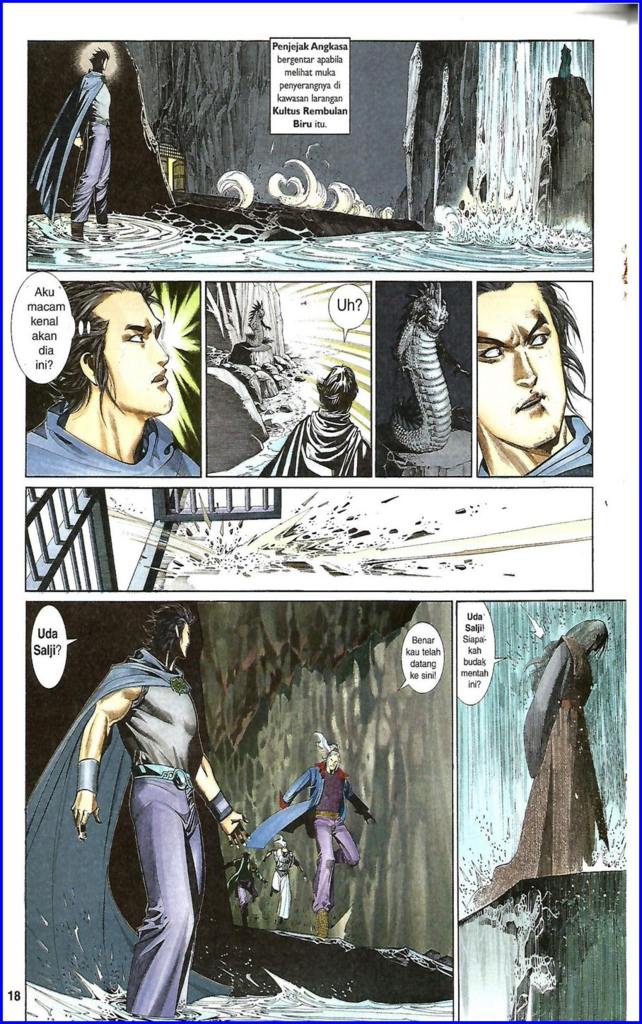 Penjejak Angkasa
bergentar apabila
melihat muka
penyerangnya di
kawasan larangan
Kultus Rembulan
Biru itu.
Aku
macam
kenal
akan
dia
ini?
Uh?
Uda
Salji?
Benar
kau telah
datang
ke sini!
Uda
Salji!
Siapa-
kah
budak
mentah
ini?
18